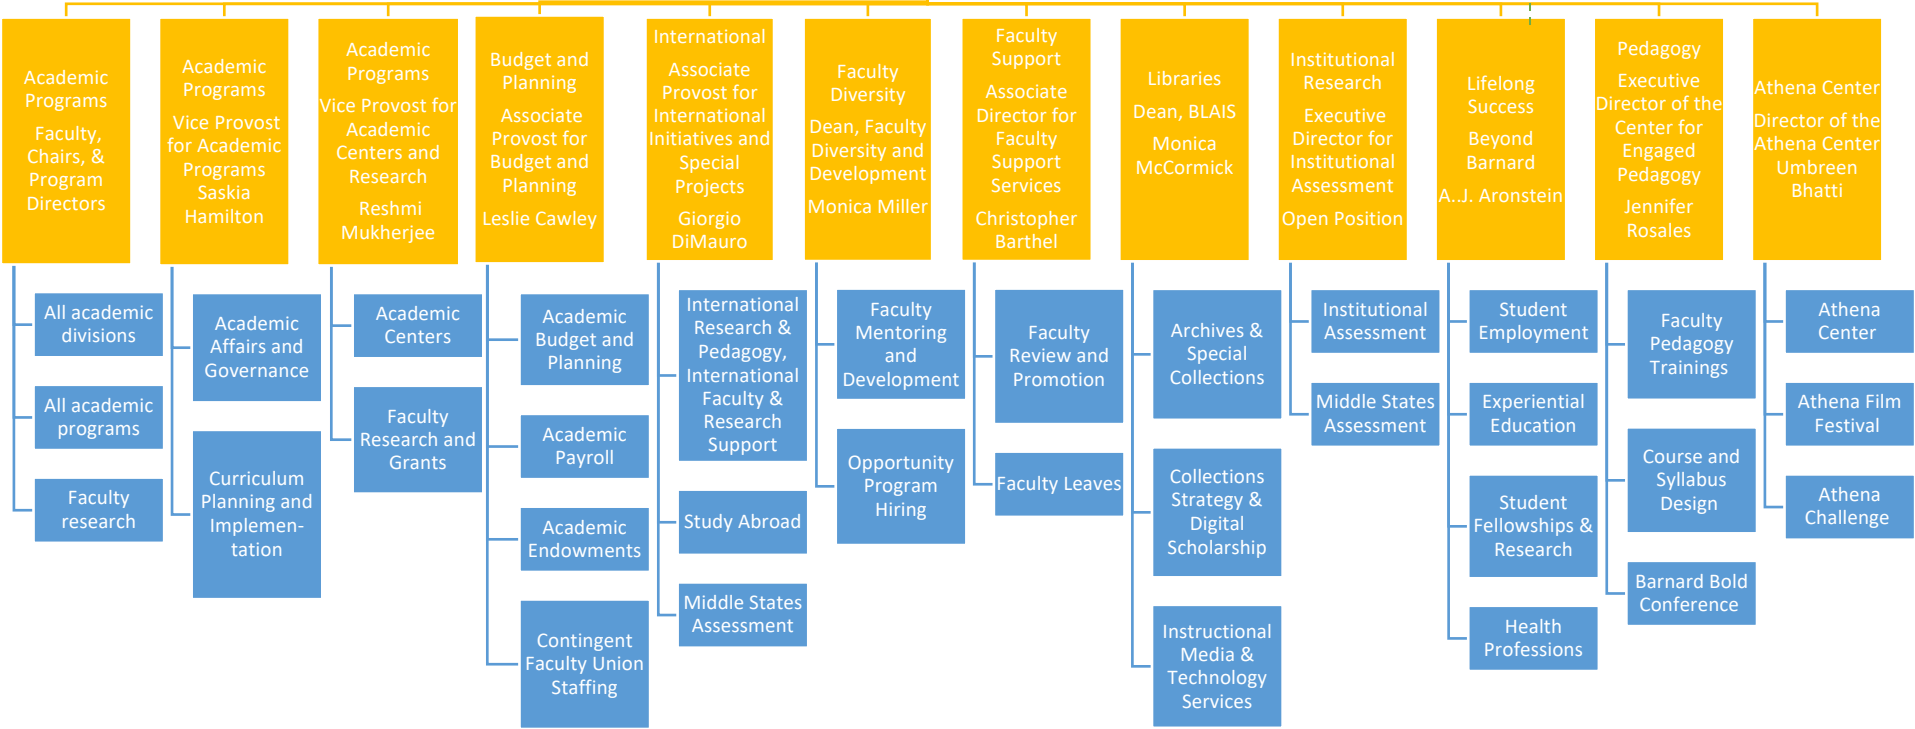 Academic
Programs
Faculty,
Chairs, &
Program
Directors
All academic
divisions
All academic
programs
Faculty
research
Academic
Programs
Vice Provost
for Academic
Programs
Saskia
Hamilton
Academic
Affairs and
Governance
Curriculum
Planning and
Implemen-
tation
Academic
Programs
Vice Provost for
Academic
Centers and
Research
Reshmi
Mukherjee
Academic
Centers
Faculty
Research and
Grants
Budget and
Planning
Associate
Provost for
Budget and
Planning
Leslie Cawley
Academic
Budget and
Planning
Academic
Payroll
Academic
Endowments
Contingent
Faculty Union
Staffing
International
Associate
Provost for
International
Initiatives and
Special
Projects
Giorgio
DiMauro
International
Research &
Pedagogy,
International
Faculty &
Research
Support
Study Abroad
Middle States
Assessment
Faculty
Diversity
Dean, Faculty
Diversity and
Development
Monica Miller
Faculty
Mentoring
and
Development
Opportunity
Program
Hiring
Faculty
Support
Associate
Director for
Faculty
Support
Services
Christopher
Barthel
Faculty
Review and
Promotion
Faculty Leaves
Libraries
Dean, BLAIS
Monica
McCormick
Archives &
Special
Collections
Collections
Strategy &
Digital
Scholarship
Instructional
Media &
Technology
Services
Institutional
Research
Executive
Director for
Institutional
Assessment
Open Position
Institutional
Assessment
Middle States
Assessment
Lifelong
Success
Beyond
Barnard
A..J. Aronstein
Student
Employment
Experiential
Education
Student
Fellowships &
Research
Health
Professions
Pedagogy
Executive
Director of the
Center for
Engaged
Pedagogy
Jennifer
Rosales
Faculty
Pedagogy
Trainings
Course and
Syllabus
Design
Barnard Bold
Conference
Athena Center
Director of the
Athena Center
Umbreen
Bhatti
Athena
Center
Athena Film
Festival
Athena
Challenge